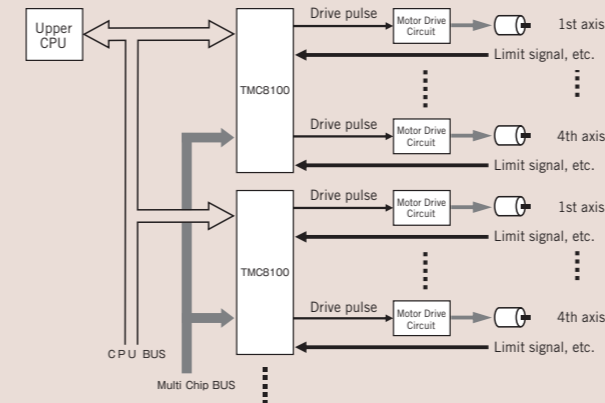 Upper
CPU
TMC8100
Drive pulse
Motor Drive
Circuit
1st axis
Limit signal, etc.
Drive pulse
Motor Drive
Circuit
4th axis
Limit signal, etc.
TMC8100
Drive pulse
Motor Drive
Circuit
1st axis
Limit signal, etc.
Drive pulse
Motor Drive
Circuit
4th axis
Limit signal, etc.
CPU BUS
Multi Chip BUS